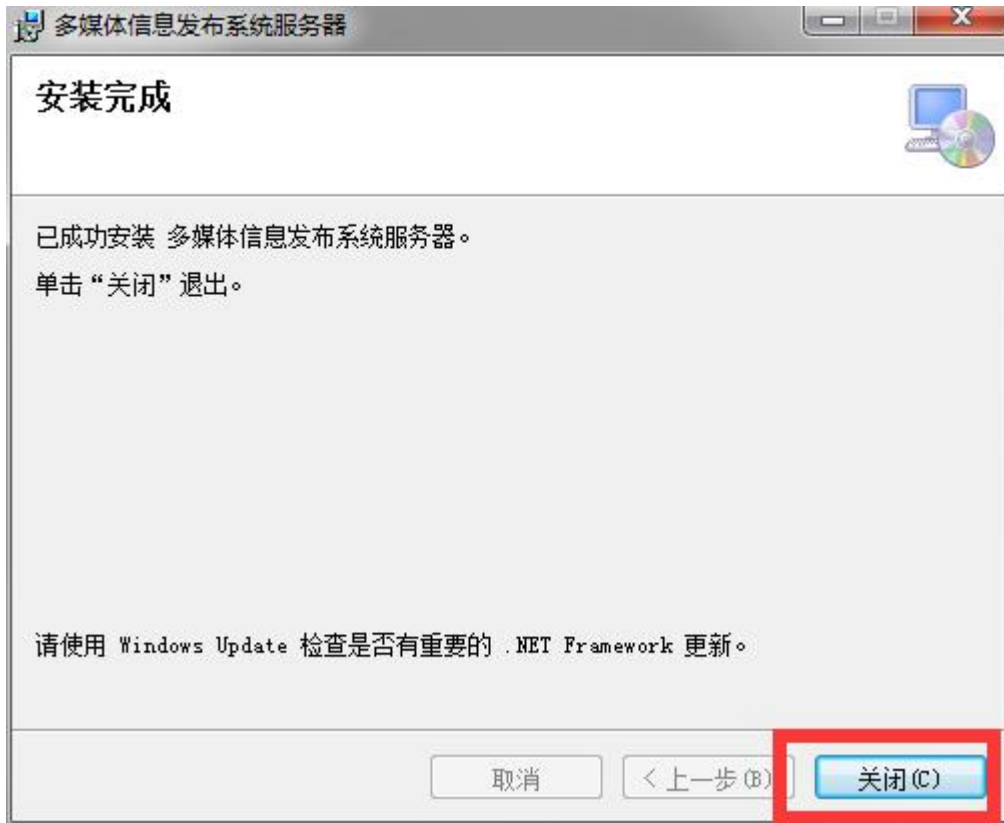 多媒体信息发布系统服务器
安装完成
已成功安装 多媒体信息发布系统服务器。
单击“关闭”退出。
请使用 Windows Update 检查是否有重要的 .NET Framework 更新。
取消 < 上一步(B) 关闭(C)